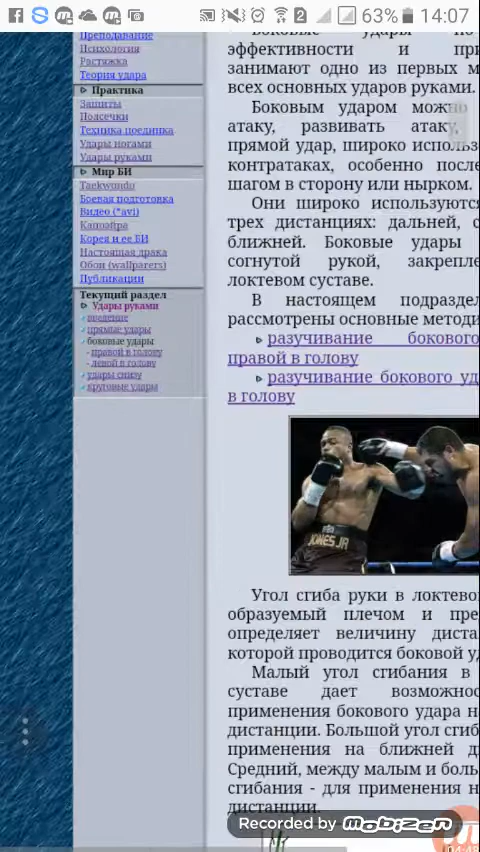 63% 14:07
Преподавание
Психология
Растяжка
Теория удара
Практика
Защиты
Подсечки
Техника поединка
Удары ногами
Удары руками
Мир БИ
Taekwondo
Боевая подготовка
Видео (*avi)
Капоэйра
Корея и ее БИ
Настоящая драка
Обои (wallpapers)
Публикации
Текущий раздел
Удары руками
введение
прямые удары
боковые удары
- правой в голову
- левой в голову
удары снизу
круговые удары
Боковые удары по
эффективности и при
занимают одно из первых м
всех основных ударов руками.
Боковым ударом можно
атаку, развивать атаку,
прямой удар, широко использ
контратаках, особенно после
шагом в сторону или нырком.
Они широко используются
трех дистанциях: дальней, с
ближней. Боковые удары
согнутой рукой, закрепле
локтевом суставе.
В настоящем подраздел
рассмотрены основные методи
разучивание бокового
правой в голову
разучивание бокового уд
в голову
JONES JR
Угол сгиба руки в локтево
образуемый плечом и пре
определяет величину диста
которой проводится боковой у
Малый угол сгибания в
суставе дает возможнос
применения бокового удара н
дистанции. Большой угол сгиб
применения на ближней д
Средний, между малым и боль
сгибания - для применения н
дистанции.
Recorded by Mobizen
04:48